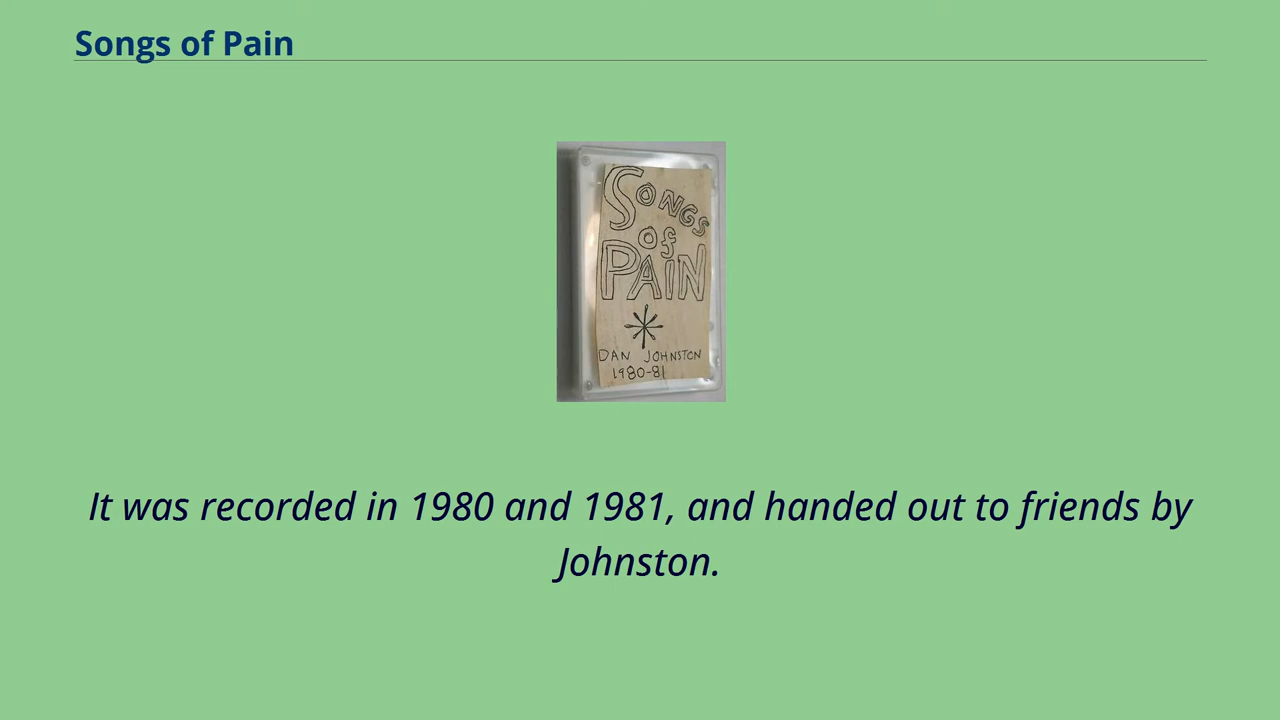 Songs of Pain
SONGS
of
PAIN
DAN JOHNSTON
1980-81
It was recorded in 1980 and 1981, and handed out to friends by
Johnston.